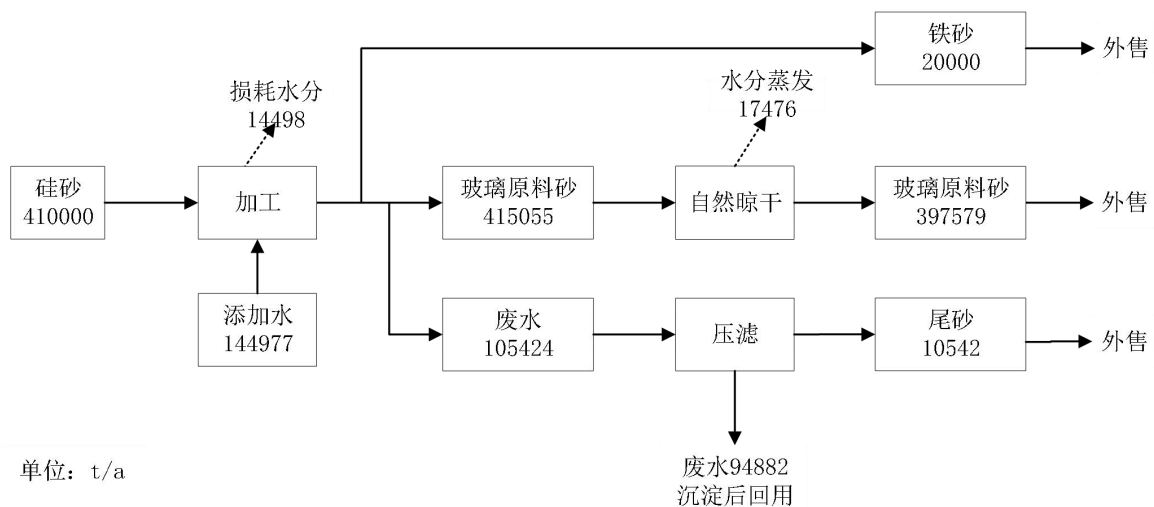 铁砂
20000
外售
损耗水分
14498
水分蒸发
17476
硅砂
410000
加工
玻璃原料砂
415055
自然晾干
玻璃原料砂
397579
外售
添加水
144977
废水
105424
压滤
尾砂
10542
外售
废水94882
沉淀后回用
单位：t/a